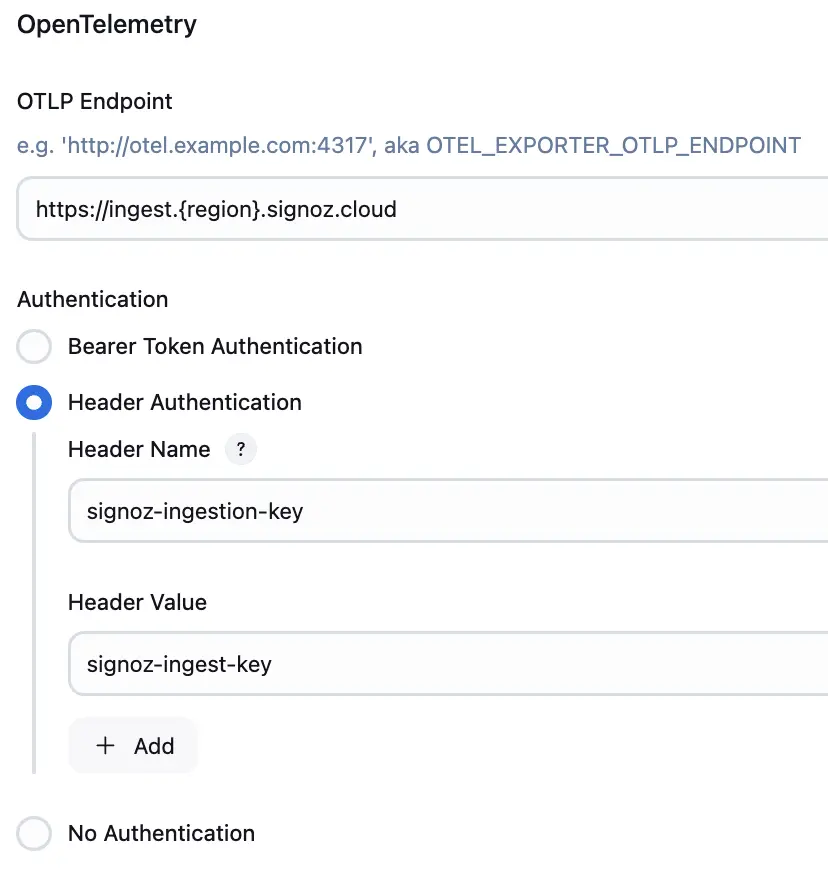 OpenTelemetry
OTLP Endpoint
e.g. 'http://otel.example.com:4317', aka OTEL_EXPORTER_OTLP_ENDPOINT
https://ingest.{region}.signoz.cloud
Authentication
Bearer Token Authentication
Header Authentication
Header Name ?
signoz-ingestion-key
Header Value
signoz-ingest-key
+ Add
No Authentication